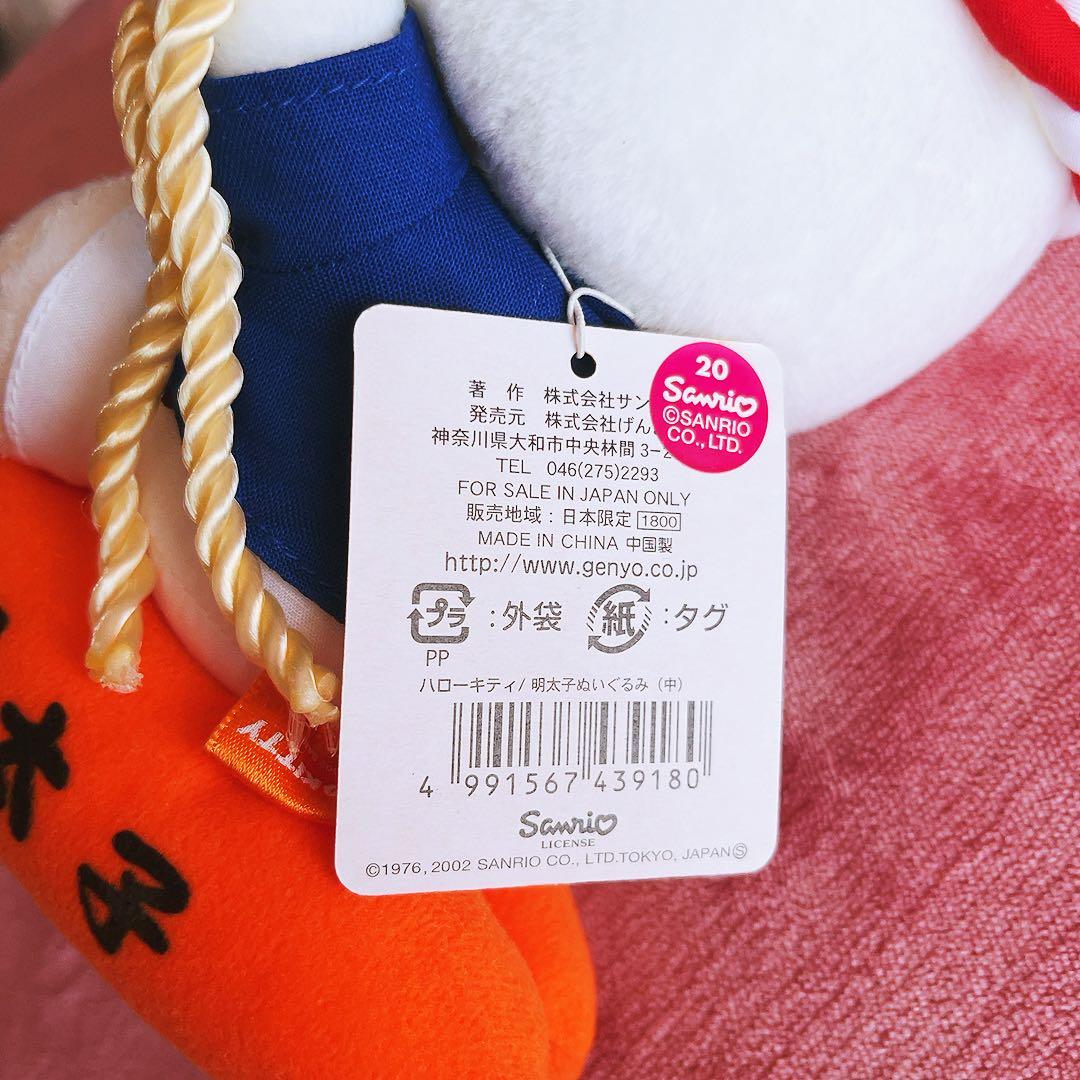 20
Sanrio
©SANRIO
CO., LTD.
著 作 株式会社サン
発売元 株式会社げん
神奈川県大和市中央林間 3-2
TEL 046(275)2293
FOR SALE IN JAPAN ONLY
販売地域：日本限定 1800
MADE IN CHINA 中国製
http://www.genyo.co.jp
プラ :外袋 紙 :タグ
PP
ハローキティ/ 明太子ぬいぐるみ（中）
4 991567 439180
Sanrio
LICENSE
©1976, 2002 SANRIO CO., LTD.TOKYO, JAPAN Ⓢ
太子